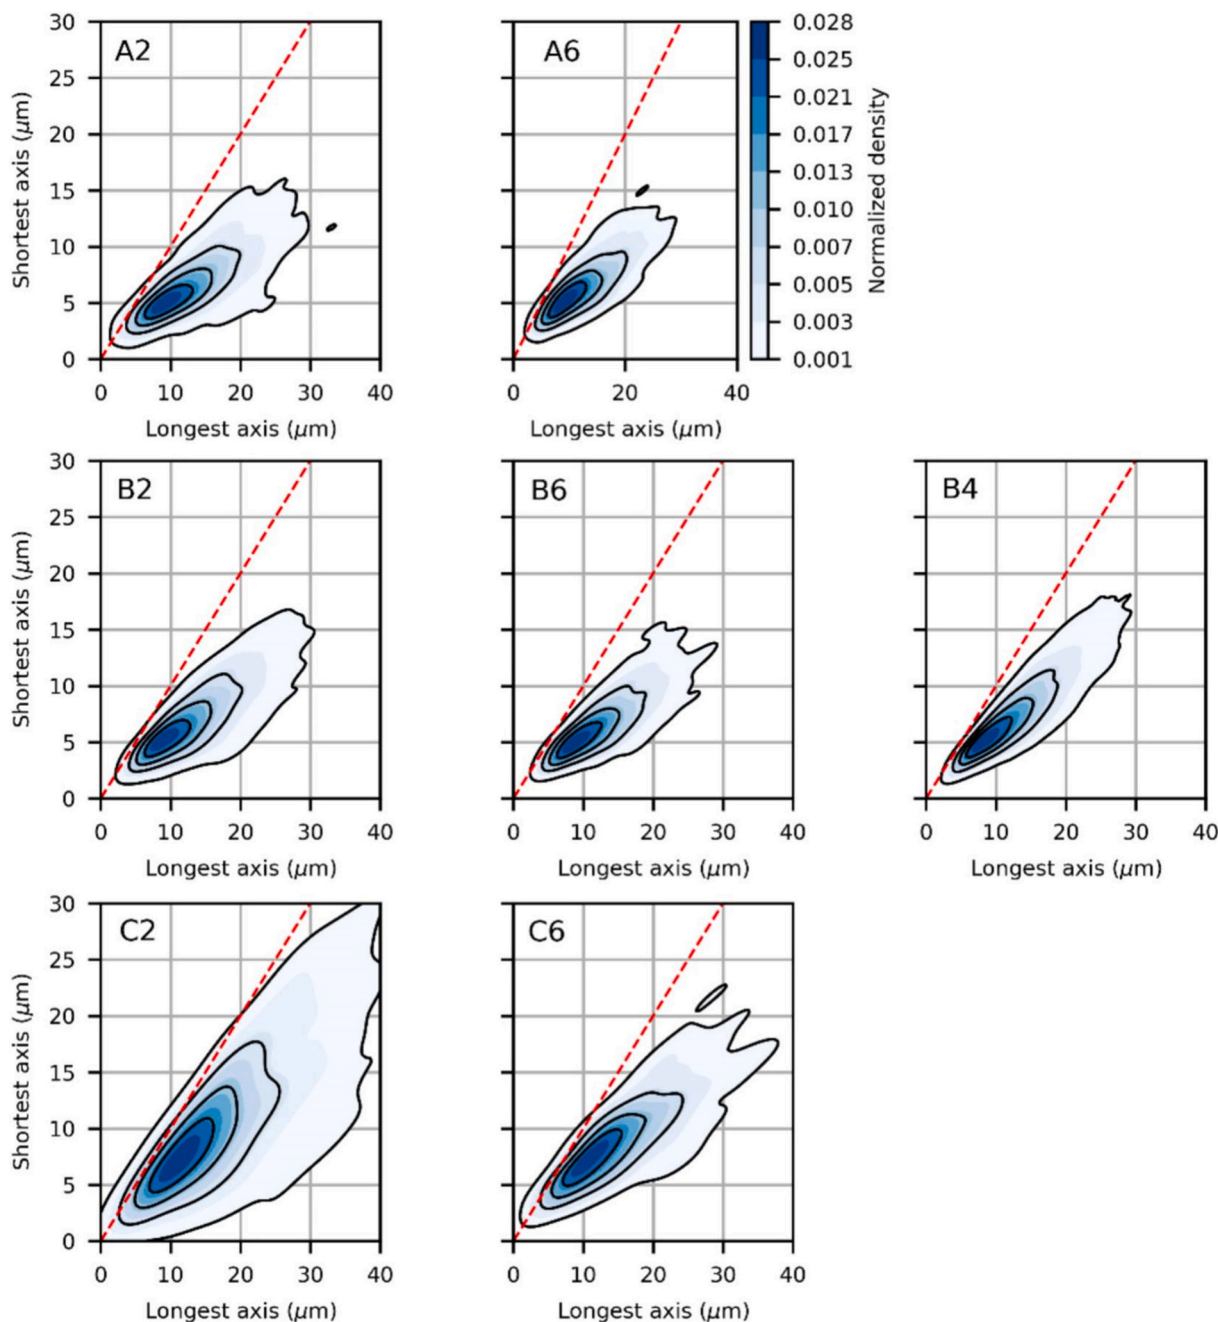 A2
A6
30
25
20
15
10
5
0
Shortest axis (μm)
0 10 20 30 40
Longest axis (μm)
0 20 40
Longest axis (μm)
0.028
0.025
0.021
0.017
0.013
0.010
0.007
0.005
0.003
0.001
Normalized density
B2
B6
B4
30
25
20
15
10
5
0
Shortest axis (μm)
0 10 20 30 40
Longest axis (μm)
0 10 20 30 40
Longest axis (μm)
0 10 20 30 40
Longest axis (μm)
C2
C6
30
25
20
15
10
5
0
Shortest axis (μm)
0 10 20 30 40
Longest axis (μm)
0 10 20 30 40
Longest axis (μm)